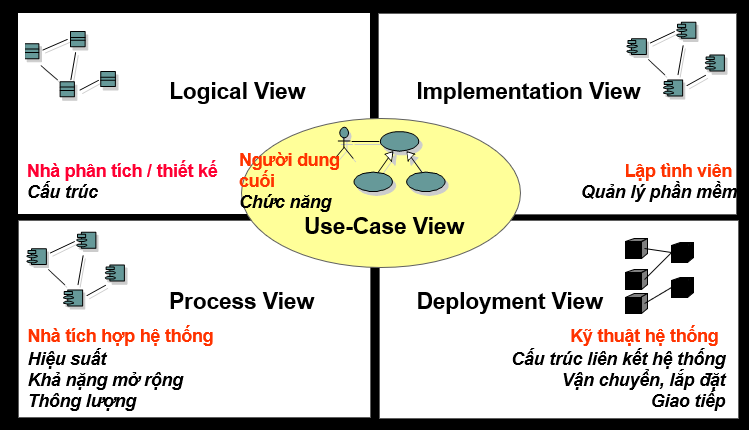 Logical View
Nhà phân tích / thiết kế
Cấu trúc
Implementation View
Lập tình viên
Quản lý phần mềm
Người dung
cuối
Chức năng
Use-Case View
Process View
Nhà tích hợp hệ thống
Hiệu suất
Khả nặng mở rộng
Thông lượng
Deployment View
Kỹ thuật hệ thống
Cấu trúc liên kết hệ thống
Vận chuyển, lắp đặt
Giao tiếp